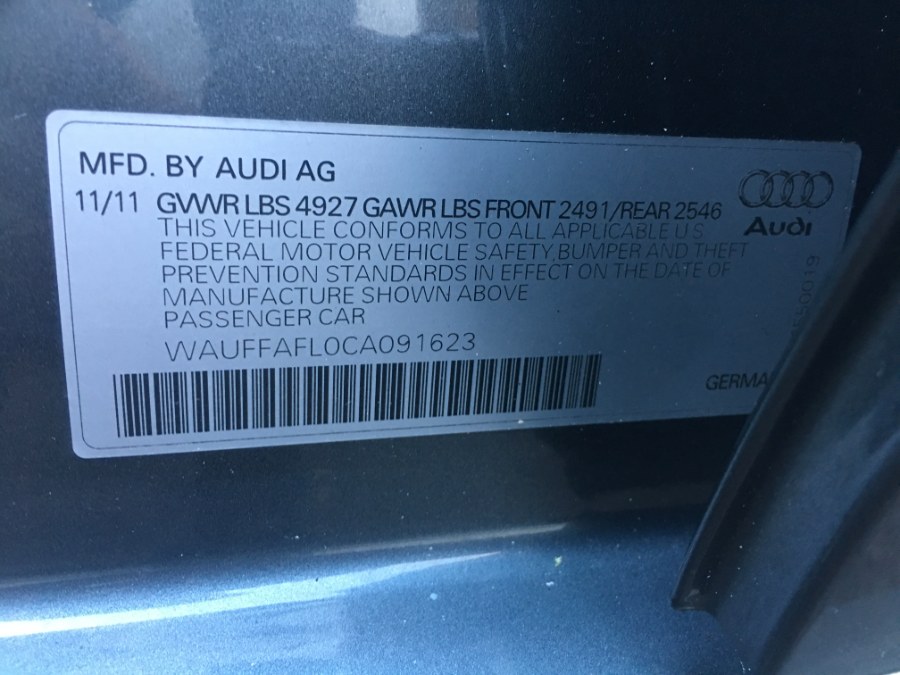 MFD. BY AUDI AG
11/11 GVWR LBS 4927 GAWR LBS FRONT 2491/REAR 2546
THIS VEHICLE CONFORMS TO ALL APPLICABLE U.S.
FEDERAL MOTOR VEHICLE SAFETY,BUMPER AND THEFT
PREVENTION STANDARDS IN EFFECT ON THE DATE OF
MANUFACTURE SHOWN ABOVE
PASSENGER CAR
WAUFFAFL0CA091623
Audi